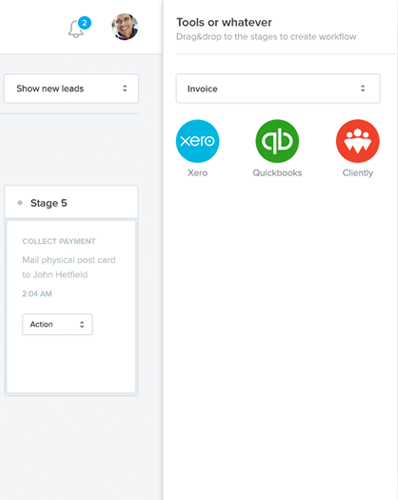 2
Show new leads
Stage 5
COLLECT PAYMENT
Mail physical post card
to John Hetfield
2:04 AM
Action
Tools or whatever
Drag&drop to the stages to create workflow
Invoice
xero
qb
Xero
Quickbooks
Cliently